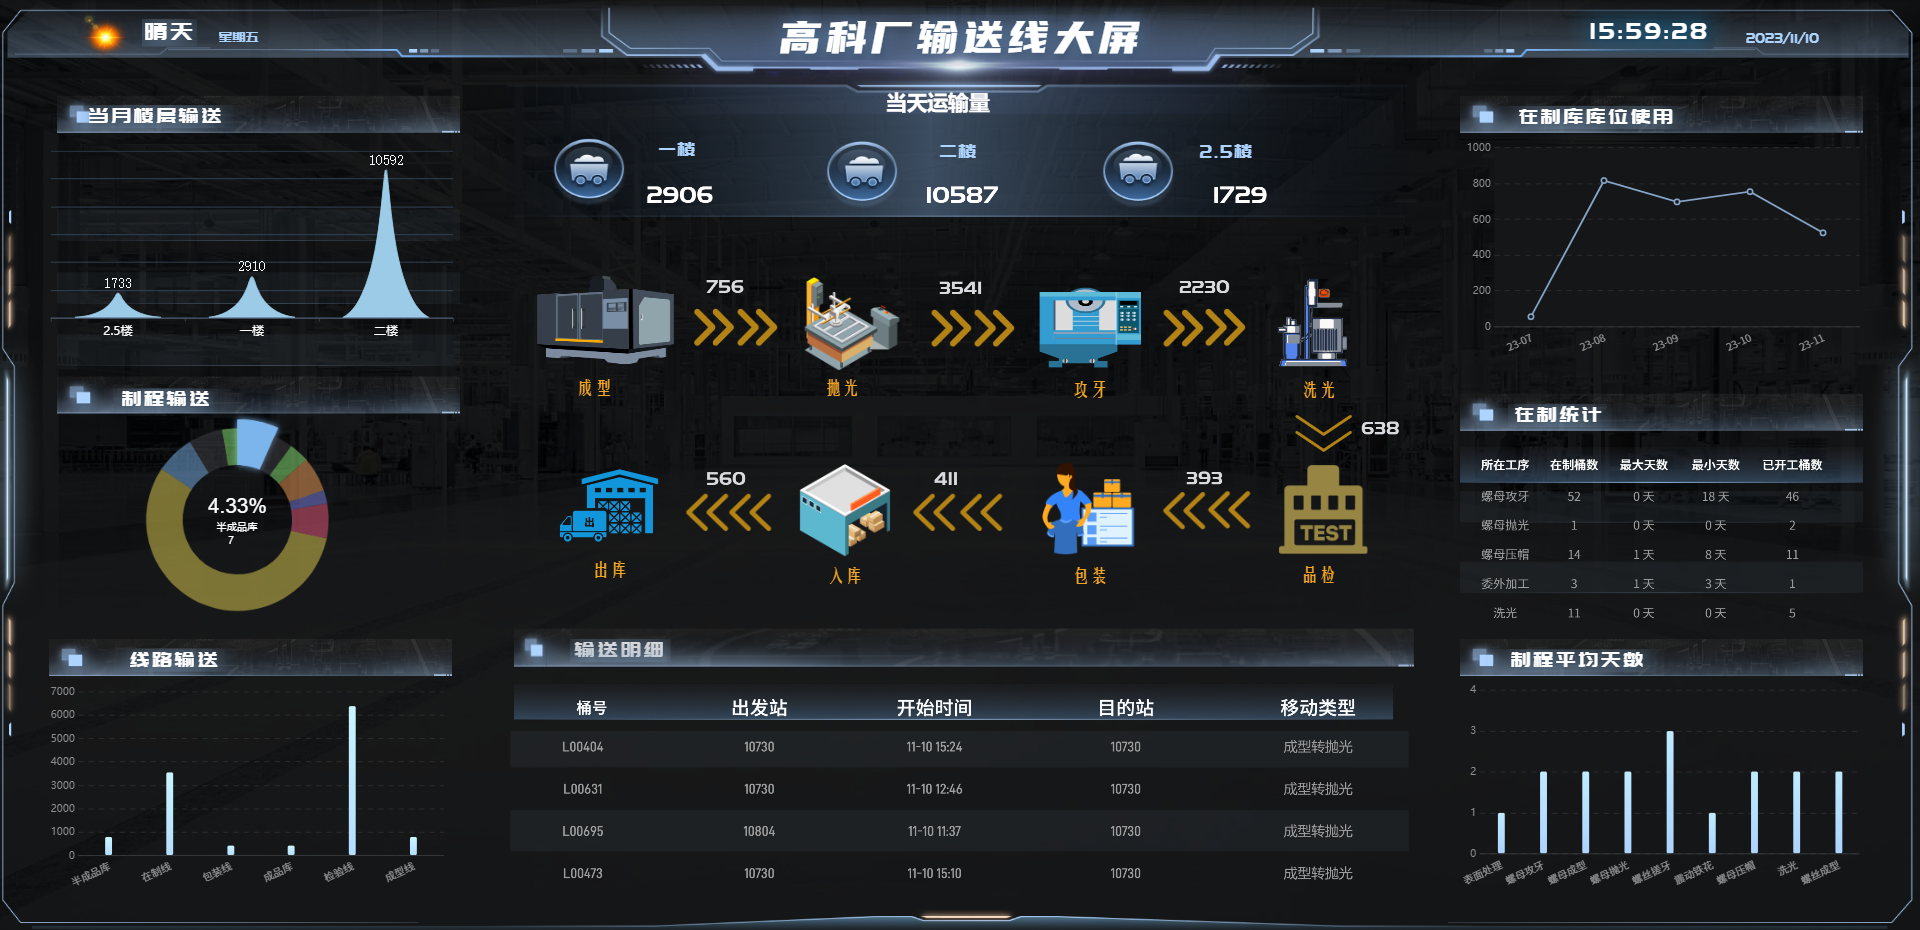 晴天
星期五
高科厂输送线大屏
15:59:28
2023/11/10
当月楼层输送
10592
2910
1733
2.5楼
一楼
二楼
当天运输量
一楼
2906
二楼
10587
2.5楼
1729
在制库库位使用
1000
800
600
400
200
0
23-07
23-08
23-09
23-10
23-11
756
3541
2230
成型
抛光
攻牙
洗光
638
560
411
393
出
TEST
出库
入库
包装
品检
制程输送
4.33%
半成品库
7
在制统计
所在工序 在制桶数 最大天数 最小天数 已开工桶数
螺母攻牙 52 0 天 18 天 46
螺母抛光 1 0 天 0 天 2
螺母压帽 14 1 天 8 天 11
委外加工 3 1 天 3 天 1
洗光 11 0 天 0 天 5
线路输送
7000
6000
5000
4000
3000
2000
1000
0
半成品库
在制线
包装线
成品库
检验线
成型线
输送明细
桶号 出发站 开始时间 目的站 移动类型
L00404 10730 11-10 15:24 10730 成型转抛光
L00631 10730 11-10 12:46 10730 成型转抛光
L00695 10804 11-10 11:37 10730 成型转抛光
L00473 10730 11-10 15:10 10730 成型转抛光
制程平均天数
4
3
2
1
0
表面处理
螺母攻牙
螺母成型
螺母抛光
螺丝搓牙
震动铁花
螺母压帽
洗光
螺丝成型